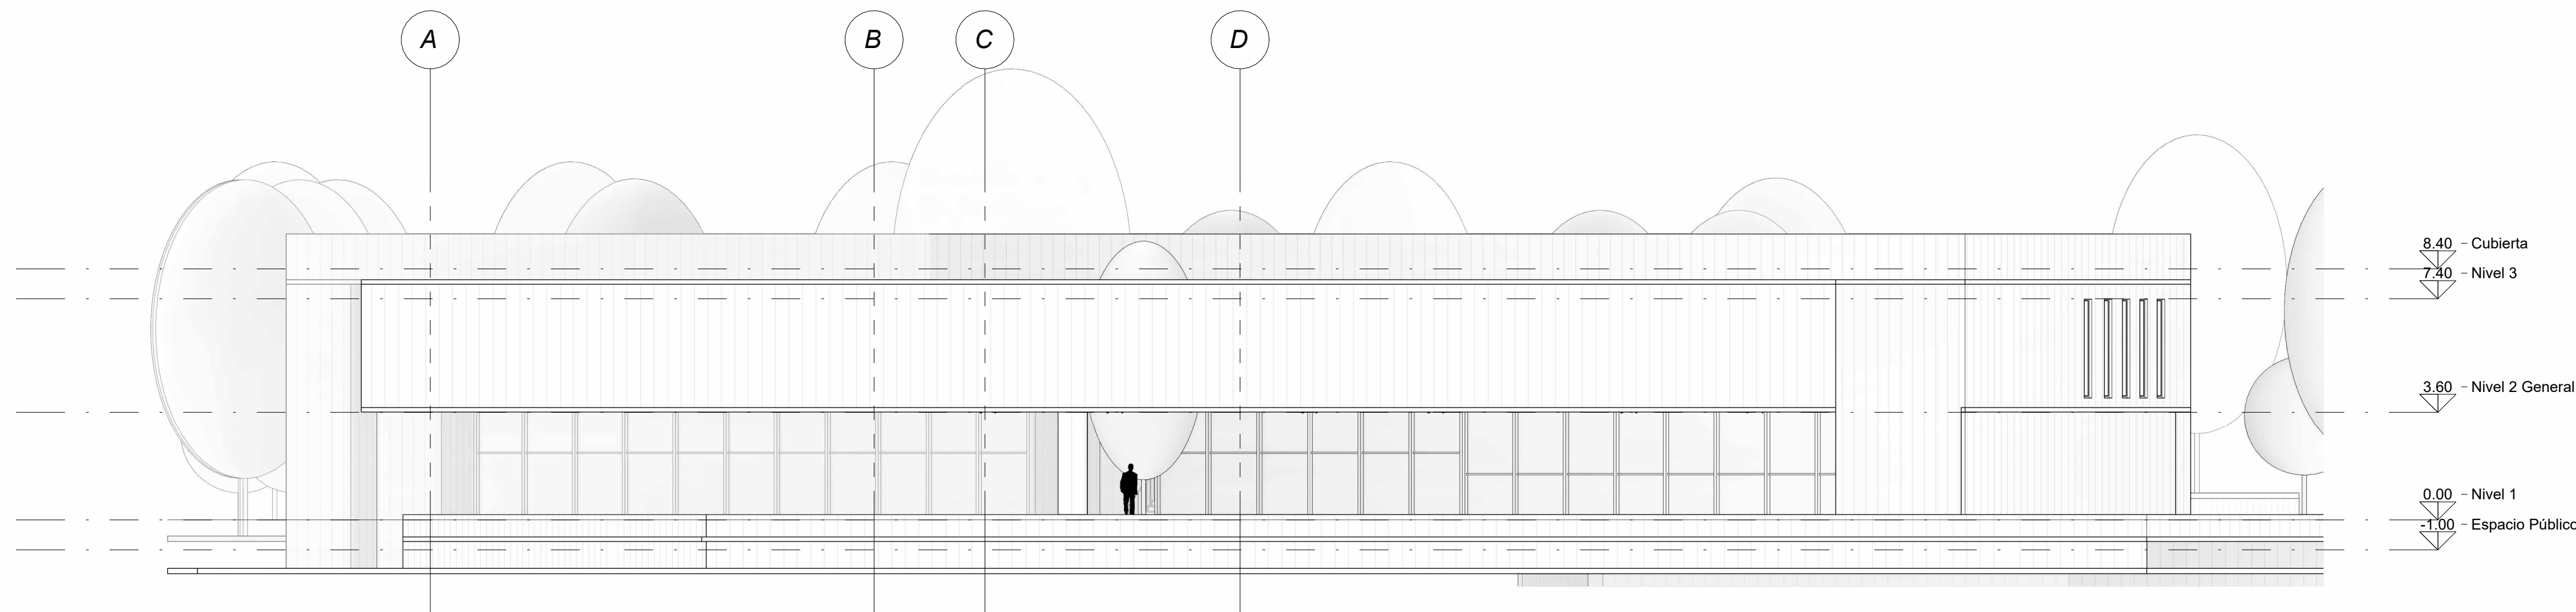 A B C D
8.40 - Cubierta
7.40 - Nivel 3
3.60 - Nivel 2 General
0.00 - Nivel 1
-1.00 - Espacio Público